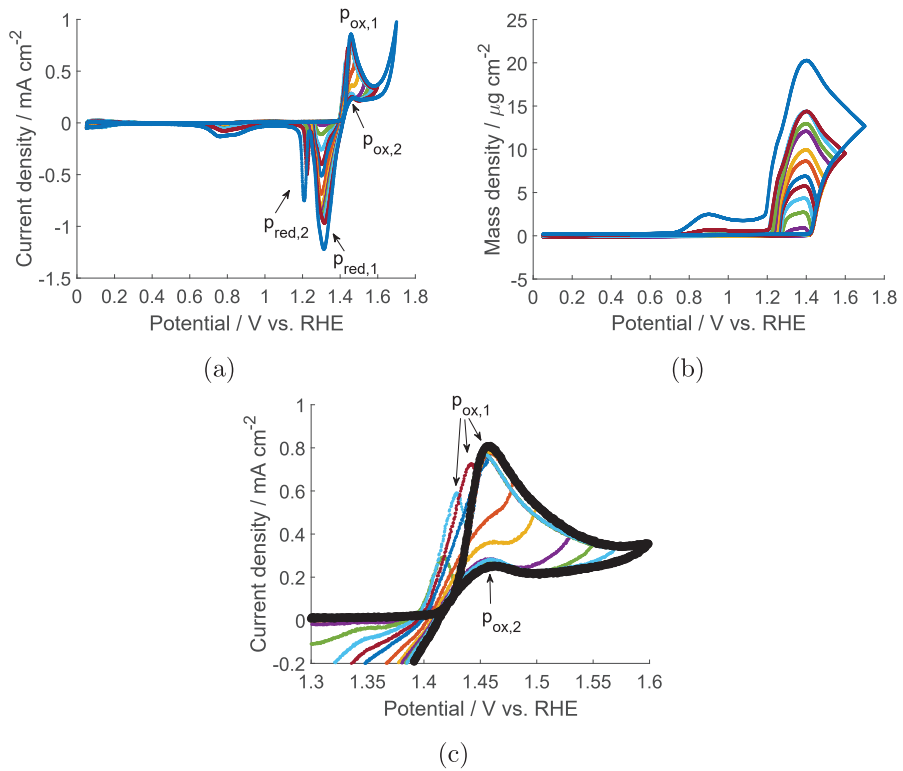 p_ox,1
1
0.5
0
-0.5
-1
-1.5
Current density / mA cm⁻²
p_ox,2
p_red,2
p_red,1
0 0.2 0.4 0.6 0.8 1 1.2 1.4 1.6 1.8
Potential / V vs. RHE
(a)
25
20
15
10
5
0
-5
Mass density / μg cm⁻²
0 0.2 0.4 0.6 0.8 1 1.2 1.4 1.6 1.8
Potential / V vs. RHE
(b)
1
0.8
0.6
0.4
0.2
0
-0.2
Current density / mA cm⁻²
p_ox,1
p_ox,2
1.3 1.35 1.4 1.45 1.5 1.55 1.6
Potential / V vs. RHE
(c)